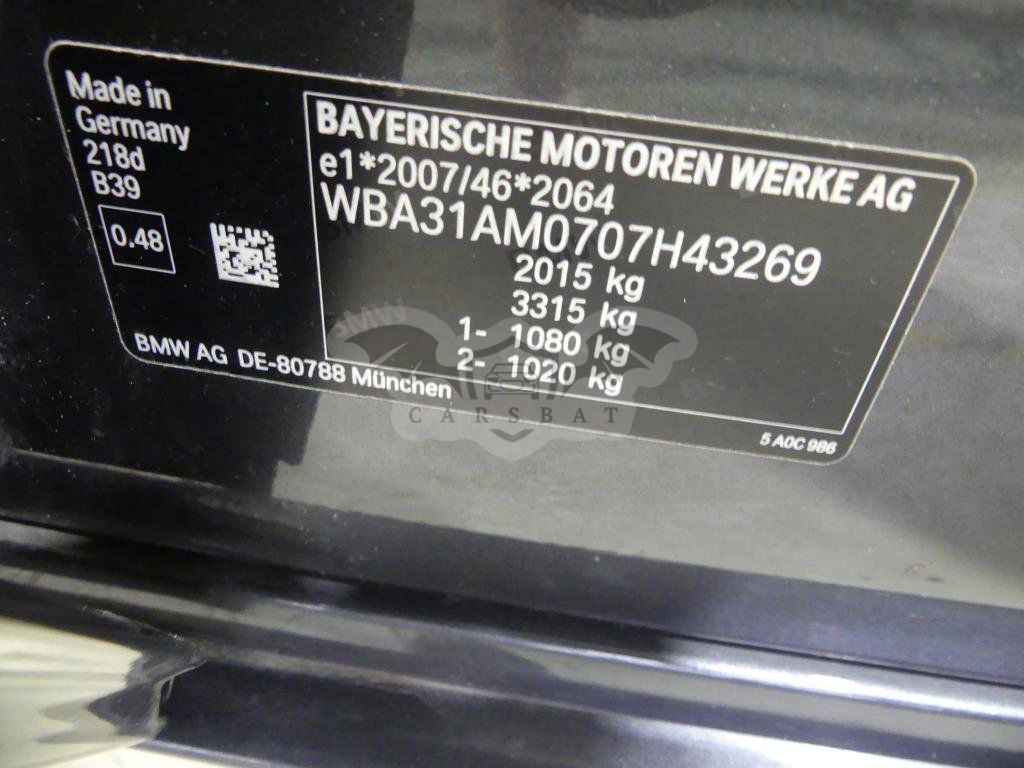 Made in
Germany
218d
B39
0.48
BAYERISCHE MOTOREN WERKE AG
e1*2007/46*2064
WBA31AM0707H43269
2015 kg
3315 kg
1- 1080 kg
2- 1020 kg
BMW AG DE-80788 München
5 A0C 986
BMW
CARSBAT